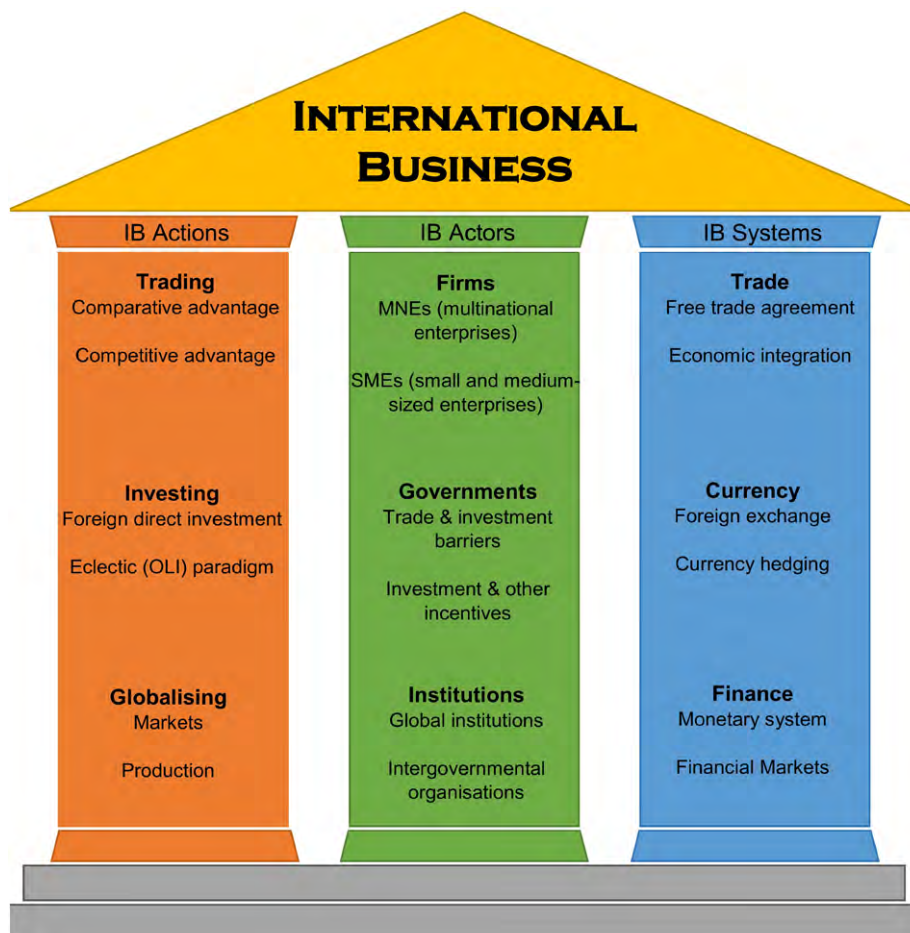 INTERNATIONAL
BUSINESS
IB Actions
Trading
Comparative advantage
Competitive advantage
Investing
Foreign direct investment
Eclectic (OLI) paradigm
Globalising
Markets
Production
IB Actors
Firms
MNEs (multinational
enterprises)
SMEs (small and medium-
sized enterprises)
Governments
Trade & investment
barriers
Investment & other
incentives
Institutions
Global institutions
Intergovernmental
organisations
IB Systems
Trade
Free trade agreement
Economic integration
Currency
Foreign exchange
Currency hedging
Finance
Monetary system
Financial Markets